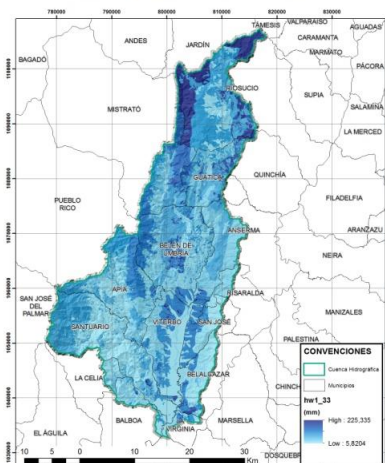 780000 790000 800000 810000 820000 830000
TÁMESIS
VALPARAISO
AGUADAS
ANDES
JARDÍN
CARAMANTA
MARMATO
BAGADÓ
PÁCORA
RIOSUCIO
SUPIA
MISTRATÓ
SALAMINA
LA MERCED
GUÁTICA
QUINCHÍA
PUEBLO
RICO
FILADELFIA
ANSERMA
ARANZAZU
BELÉN DE
UMBRÍA
NEIRA
APÍA
RISARALDA
SAN JOSÉ
DEL
PALMAR
MANIZALES
SANTUARIO
VITERBO
SAN JOSÉ
PALESTINA
LA CELIA
BELALCÁZAR
CHINCH
BALBOA
MARSELLA
VIRGINIA
EL ÁGUILA
DOSQUEBR
10 5 0 10 20 30
Km
CONVENCIONES
Cuenca Hidrográfica
Municipios
hw1_33
(mm)
High : 225,335
Low : 5,8204